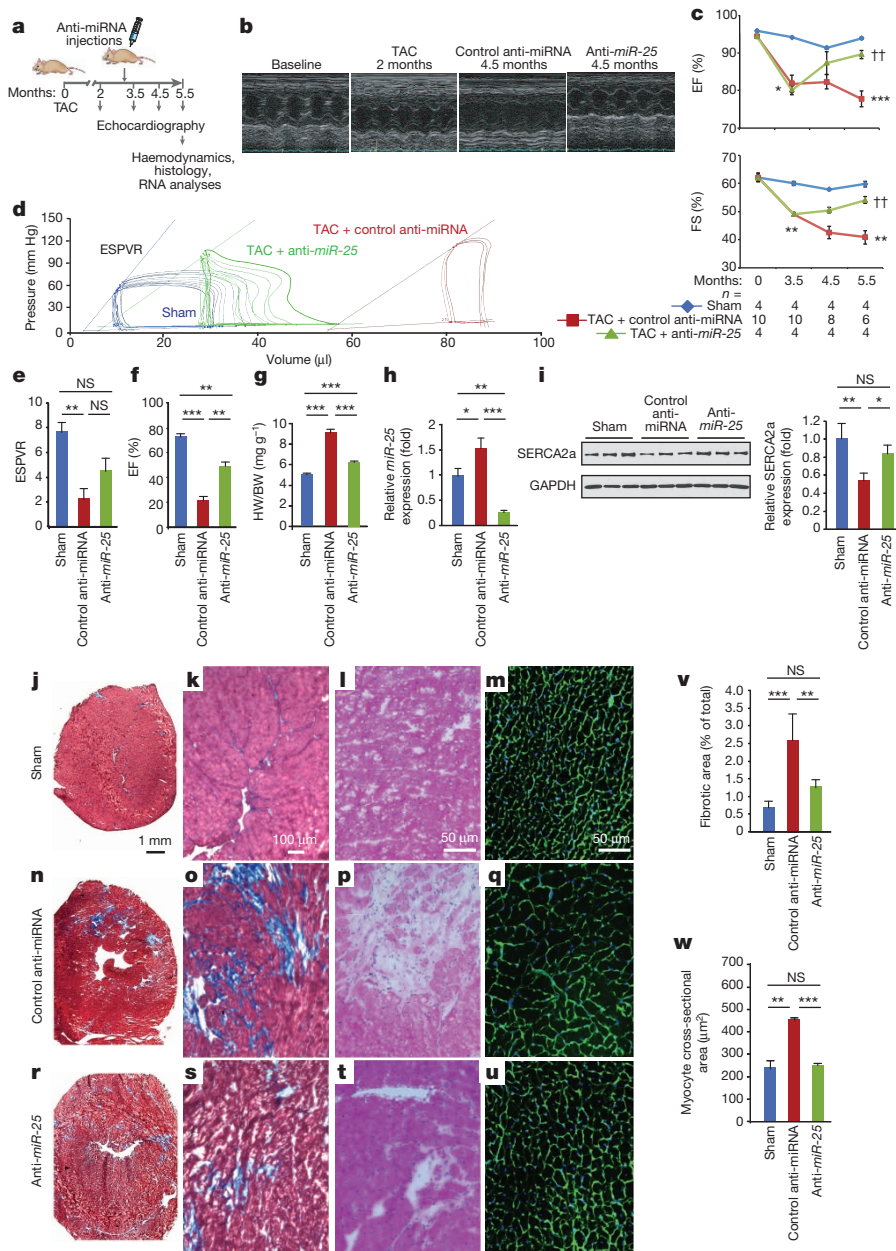 a
Anti-miRNA
injections
Months: 0 2 3.5 4.5 5.5
TAC
Echocardiography
Haemodynamics,
histology,
RNA analyses
b
Baseline
TAC
2 months
Control anti-miRNA
4.5 months
Anti-miR-25
4.5 months
c
EF (%)
100
90
80
70
*
††
***
FS (%)
70
60
50
40
30
**
††
**
Months: 0 3.5 4.5 5.5
n =
Sham 4 4 4 4
TAC + control anti-miRNA 10 10 8 6
TAC + anti-miR-25 4 4 4 4
d
Pressure (mm Hg)
150
120
90
60
30
0
ESPVR
TAC + anti-miR-25
TAC + control anti-miRNA
Sham
0 20 40 60 80 100
Volume (μl)
e
ESPVR
10
8
6
4
2
0
NS
** NS
Sham
Control anti-miRNA
Anti-miR-25
f
EF (%)
100
80
60
40
20
0
**
*** **
Sham
Control anti-miRNA
Anti-miR-25
g
HW/BW (mg g⁻¹)
10
8
6
4
2
0
***
*** ***
Sham
Control anti-miRNA
Anti-miR-25
h
Relative miR-25
expression (fold)
2
1.5
1
0.5
0
**
* ***
Sham
Control anti-miRNA
Anti-miR-25
i
Sham
Control
anti-
miRNA
Anti-
miR-25
SERCA2a
GAPDH
Relative SERCA2a
expression (fold)
1.2
1.0
0.8
0.6
0.4
0.2
0
NS
** *
Sham
Control anti-miRNA
Anti-miR-25
j
k
l
m
Sham
1 mm
100 μm
50 μm
50 μm
n
o
p
q
Control anti-miRNA
r
s
t
u
Anti-miR-25
v
Fibrotic area (% of total)
4.0
3.5
3.0
2.5
2.0
1.5
1.0
0.5
0
NS
*** **
Sham
Control anti-miRNA
Anti-miR-25
w
Myocyte cross-sectional
area (μm²)
700
600
500
400
300
200
100
0
NS
** ***
Sham
Control anti-miRNA
Anti-miR-25